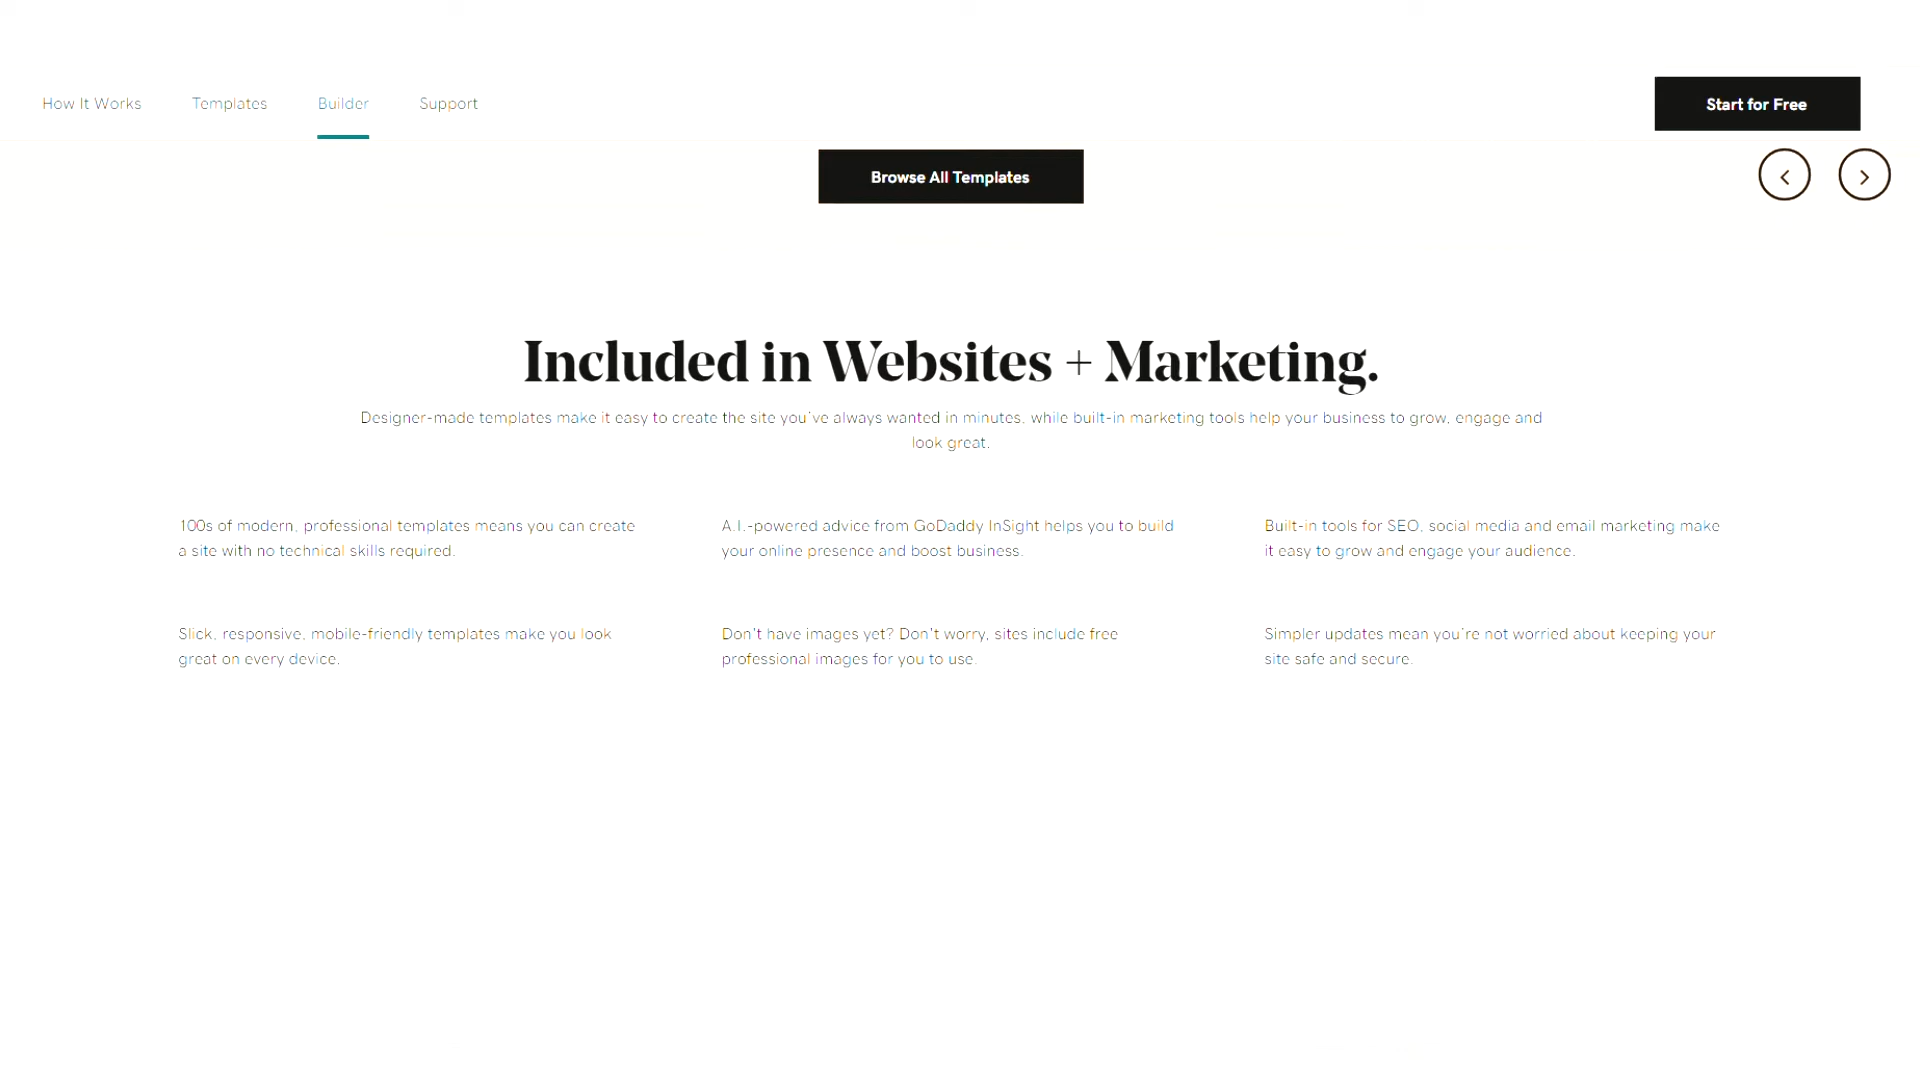 How It Works
Templates
Builder
Support
Start for Free
Browse All Templates
Included in Websites + Marketing.
Designer-made templates make it easy to create the site you've always wanted in minutes, while built-in marketing tools help your business to grow, engage and
look great.
100s of modern, professional templates means you can create
a site with no technical skills required.
A.I.-powered advice from GoDaddy InSight helps you to build
your online presence and boost business.
Built-in tools for SEO, social media and email marketing make
it easy to grow and engage your audience.
Slick, responsive, mobile-friendly templates make you look
great on every device.
Don't have images yet? Don't worry, sites include free
professional images for you to use.
Simpler updates mean you're not worried about keeping your
site safe and secure.